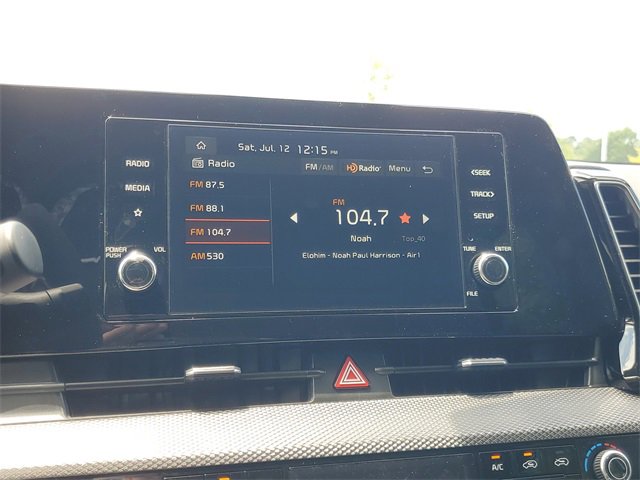 Sat, Jul, 12 12:15 PM
Radio FM/AM HD Radio Menu
FM 87.5
FM 88.1
FM 104.7
AM 530
FM
104.7
Noah Top_40
Elohim - Noah Paul Harrison - Air1
RADIO
MEDIA
POWER PUSH VOL
<SEEK
TRACK>
SETUP
TUNE ENTER
FILE
A/C